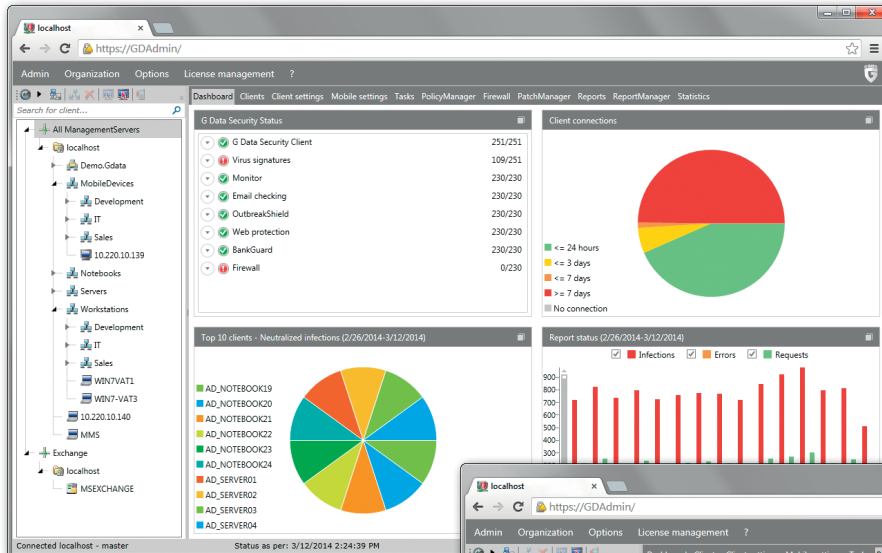 localhost
https://GDAdmin/
Admin Organization Options License management ?
Search for client...
Dashboard Clients Client settings Mobile settings Tasks PolicyManager Firewall PatchManager Reports ReportManager Statistics
All ManagementServers
localhost
Demo.Gdata
MobileDevices
Development
IT
Sales
10.220.10.139
Notebooks
Servers
Workstations
Development
IT
Sales
WIN7VAT1
WIN7-VAT3
10.220.10.140
MMS
Exchange
localhost
MSEXCHANGE
G Data Security Status
G Data Security Client 251/251
Virus signatures 109/251
Monitor 230/230
Email checking 230/230
OutbreakShield 230/230
Web protection 230/230
BankGuard 230/230
Firewall 0/230
Client connections
<= 24 hours
<= 3 days
<= 7 days
>= 7 days
No connection
Top 10 clients - Neutralized infections (2/26/2014-3/12/2014)
AD_NOTEBOOK19
AD_NOTEBOOK20
AD_NOTEBOOK21
AD_NOTEBOOK22
AD_NOTEBOOK23
AD_NOTEBOOK24
AD_SERVER01
AD_SERVER02
AD_SERVER03
AD_SERVER04
Report status (2/26/2014-3/12/2014)
Infections Errors Requests
900
800
700
600
500
400
300
Connected localhost - master Status as per: 3/12/2014 2:24:39 PM
localhost
https://GDAdmin/
Admin Organization Options License management ?